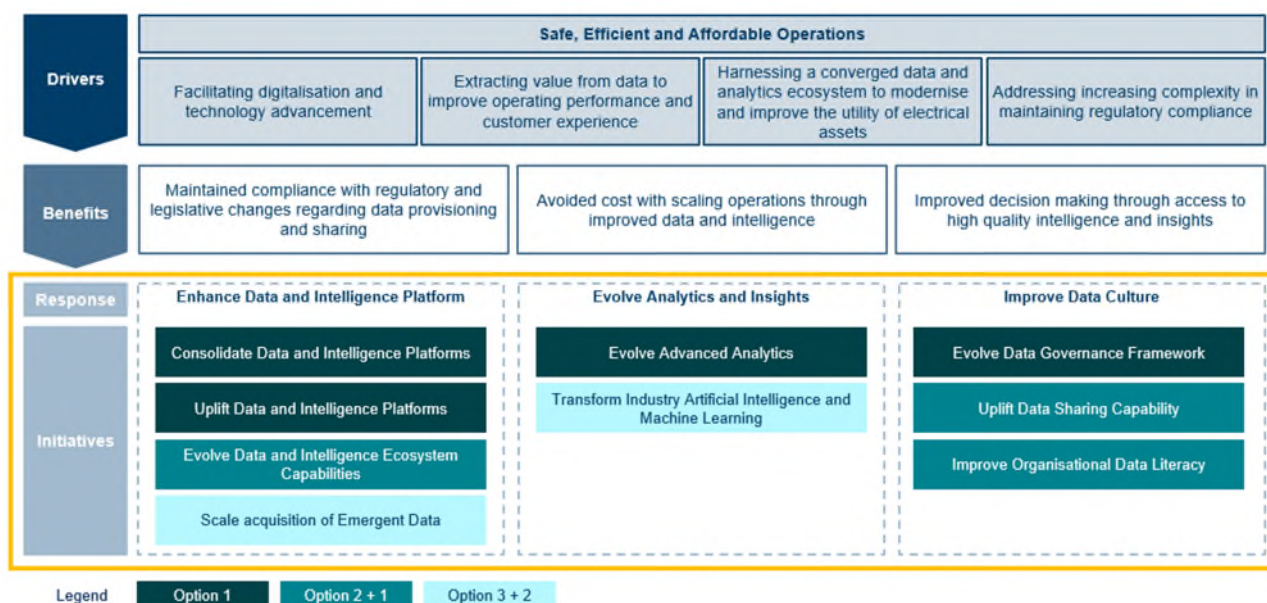 Drivers
Safe, Efficient and Affordable Operations
Facilitating digitalisation and
technology advancement
Extracting value from data to
improve operating performance and
customer experience
Harnessing a converged data and
analytics ecosystem to modernise
and improve the utility of electrical
assets
Addressing increasing complexity in
maintaining regulatory compliance
Benefits
Maintained compliance with regulatory and
legislative changes regarding data provisioning
and sharing
Avoided cost with scaling operations through
improved data and intelligence
Improved decision making through access to
high quality intelligence and insights
Response
Enhance Data and Intelligence Platform
Evolve Analytics and Insights
Improve Data Culture
Initiatives
Consolidate Data and Intelligence Platforms
Uplift Data and Intelligence Platforms
Evolve Data and Intelligence Ecosystem
Capabilities
Scale acquisition of Emergent Data
Evolve Advanced Analytics
Transform Industry Artificial Intelligence and
Machine Learning
Evolve Data Governance Framework
Uplift Data Sharing Capability
Improve Organisational Data Literacy
Legend
Option 1
Option 2 + 1
Option 3 + 2